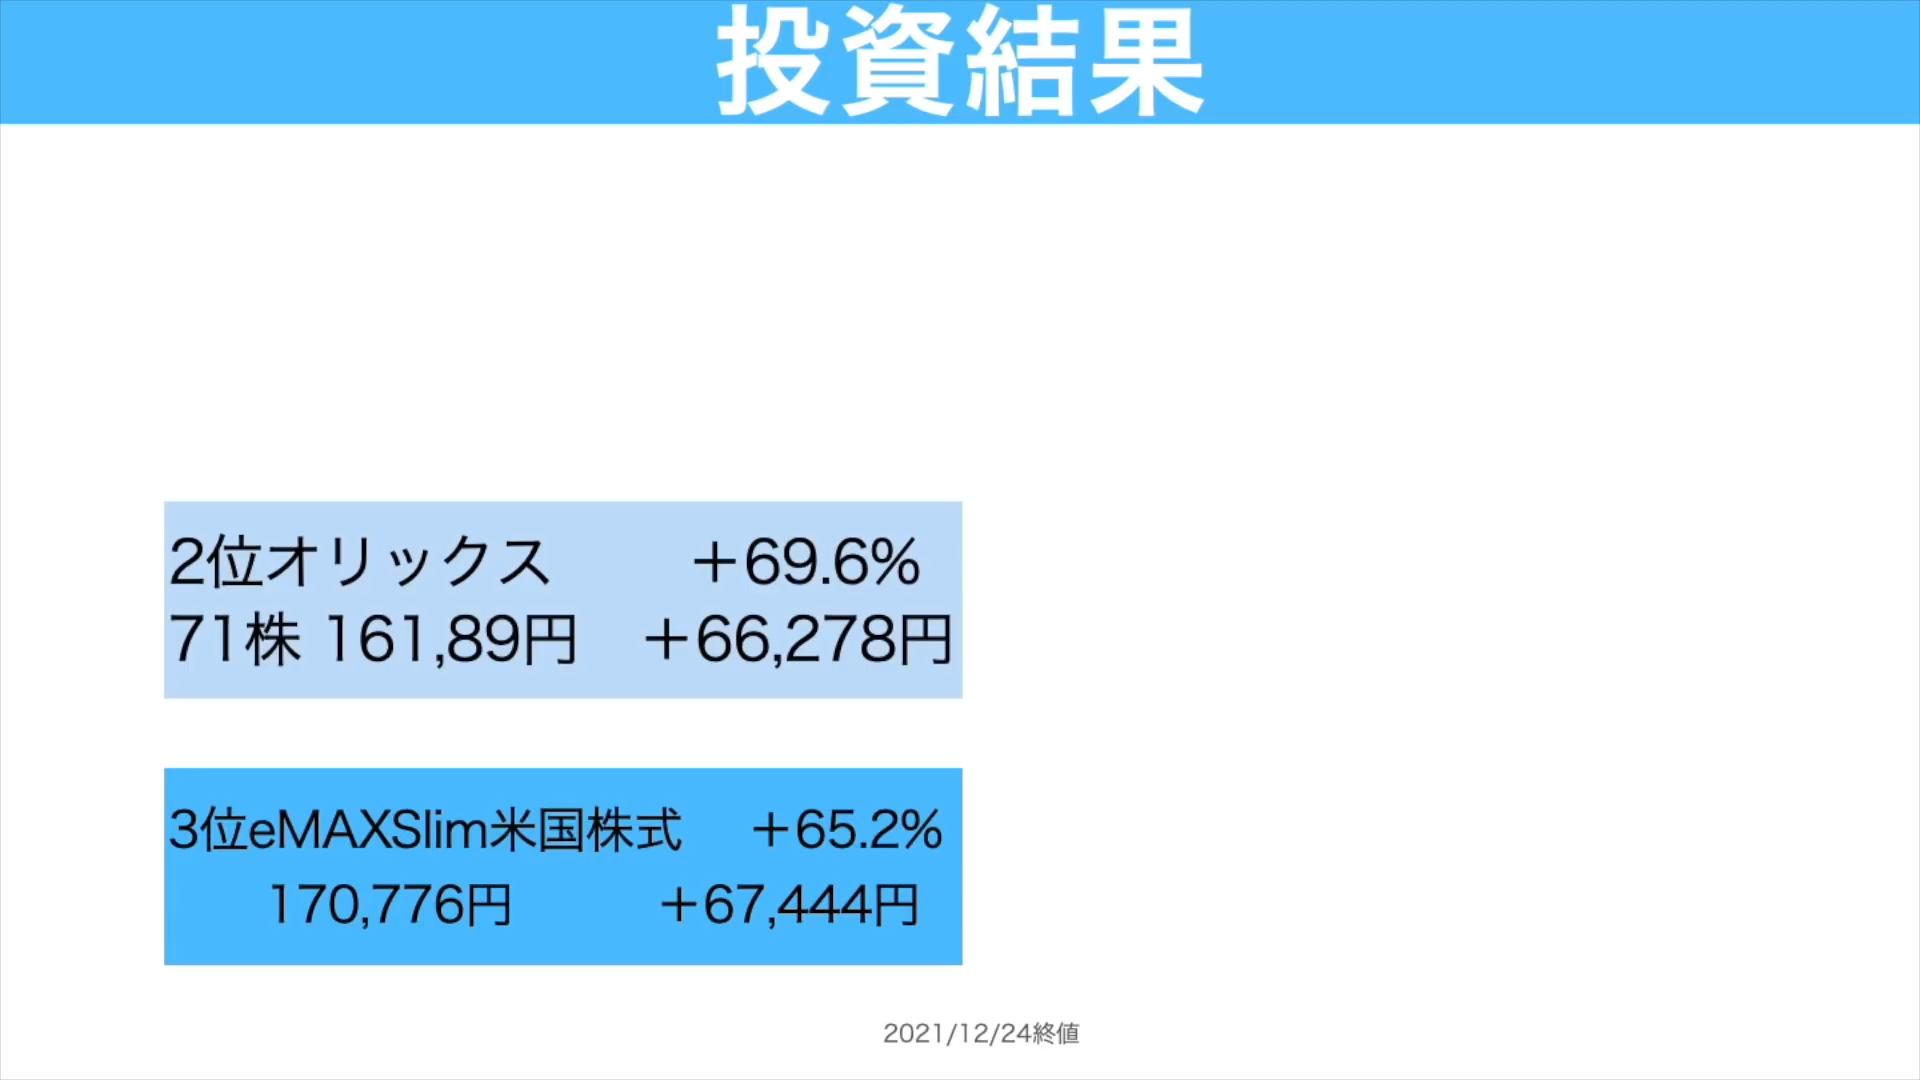 投資結果
2位オリックス ＋69.6%
71株 161,89円 ＋66,278円
3位eMAXSlim米国株式 ＋65.2%
170,776円 ＋67,444円
2021/12/24終値